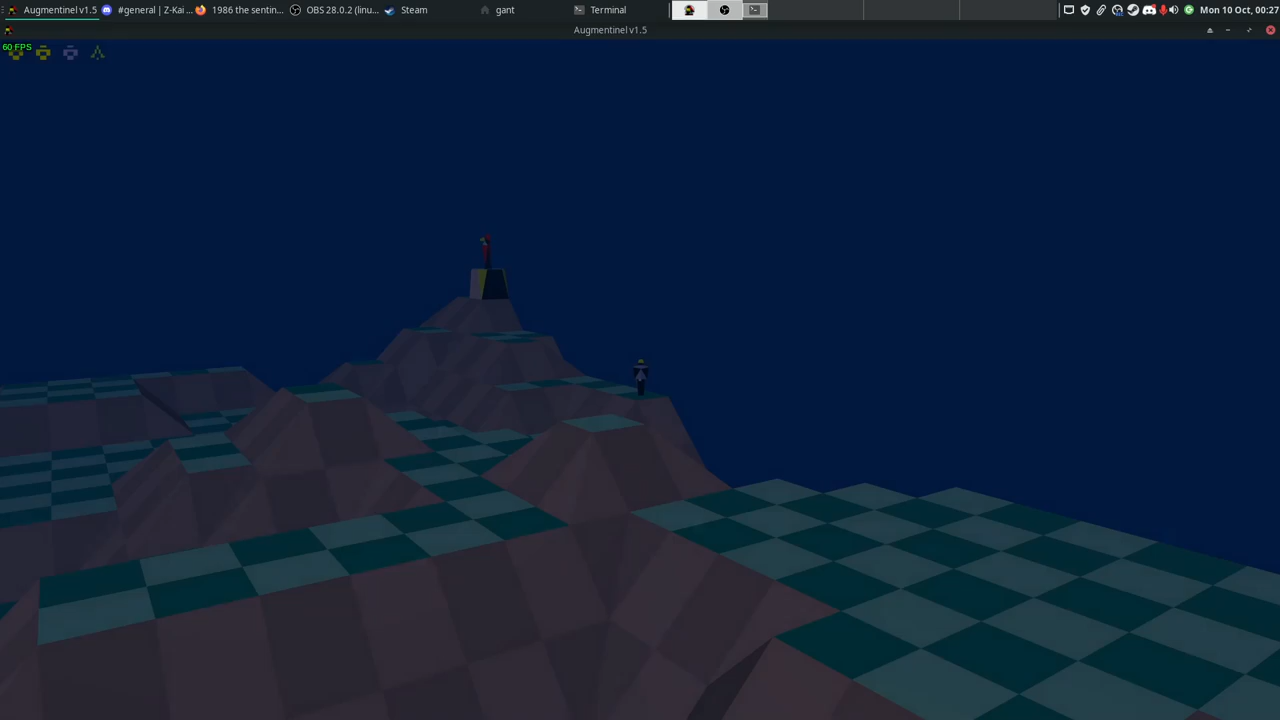 Augmentinel v1.5
#general | Z-Kai ...
1986 the sentin...
OBS 28.0.2 (linu...
Steam
gant
Terminal
Mon 10 Oct, 00:27
Augmentinel v1.5
60 FPS